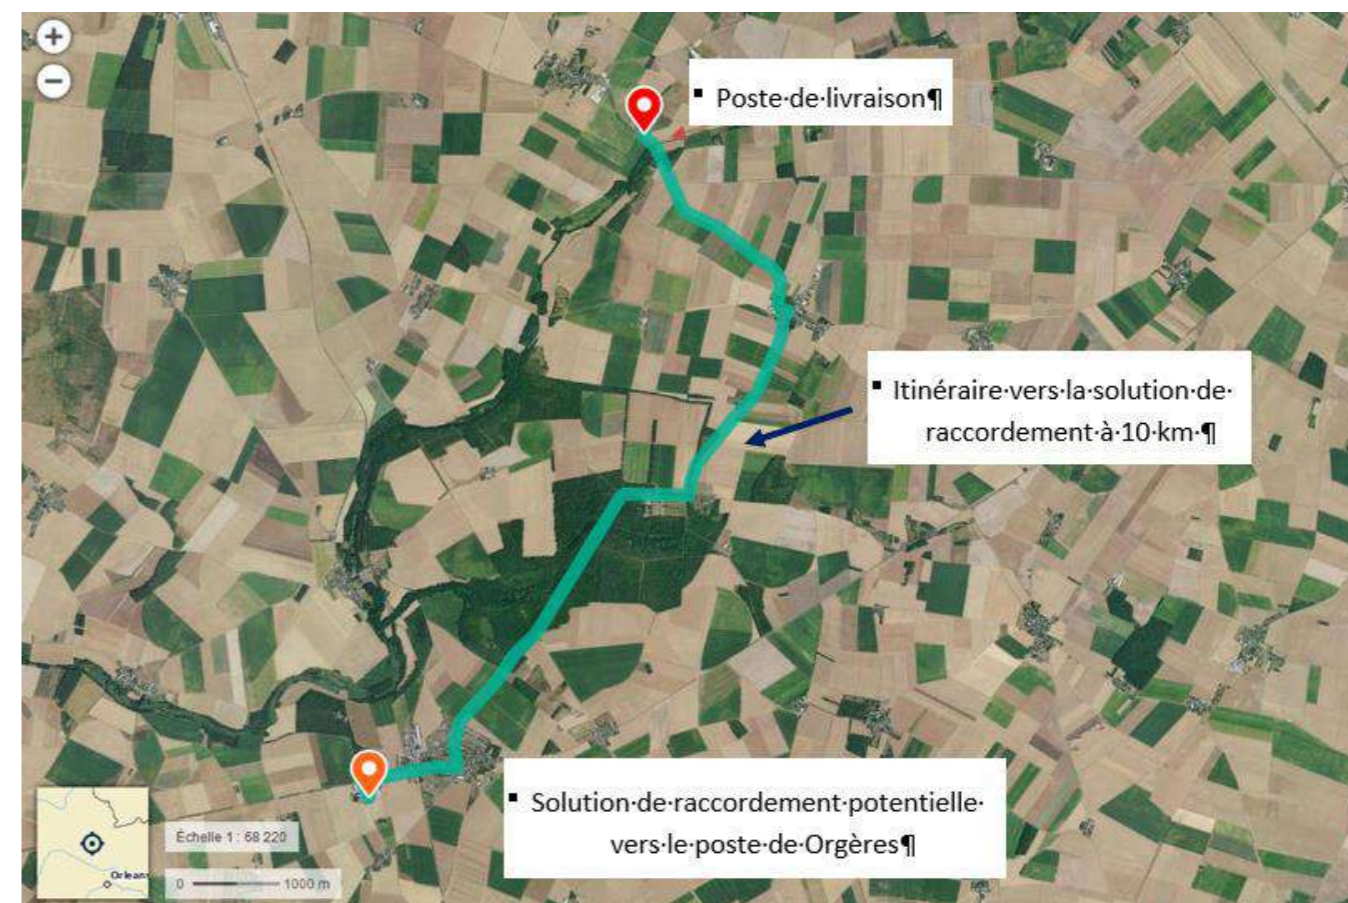 +
−
▪ Poste·de·livraison¶
▪ Itinéraire·vers·la·solution·de·
raccordement·à·10·km·¶
▪ Solution·de·raccordement·potentielle·
vers·le·poste·de·Orgères¶
Échelle 1 : 68 220
Orleans
0 1000 m